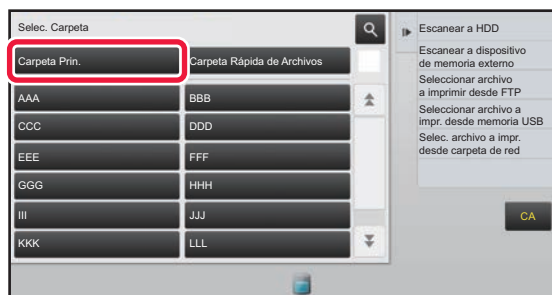 Selec. Carpeta
Carpeta Prin.
Carpeta Rápida de Archivos
AAA
BBB
CCC
DDD
EEE
FFF
GGG
HHH
III
JJJ
KKK
LLL
Escanear a HDD
Escanear a dispositivo
de memoria externo
Seleccionar archivo
a imprimir desde FTP
Seleccionar archivo a
impr. desde memoria USB
Selec. archivo a impr.
desde carpeta de red
CA